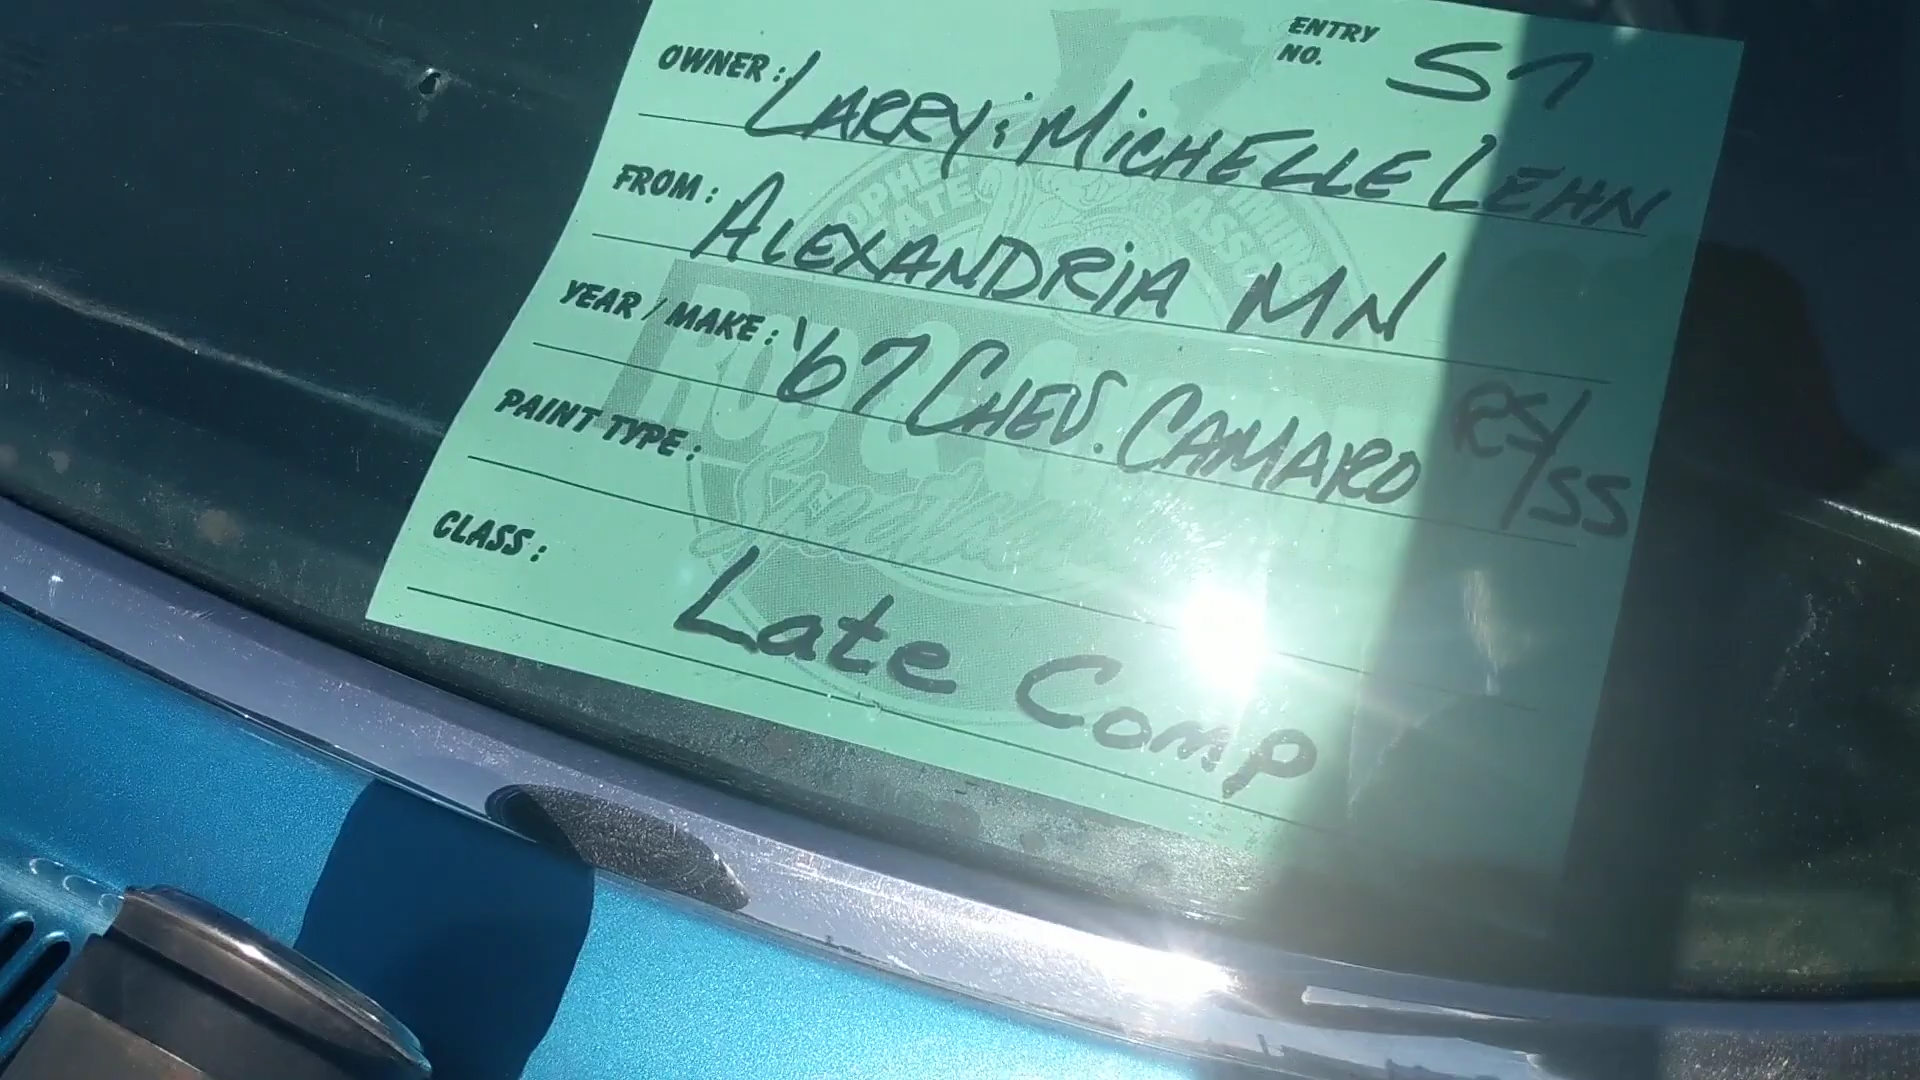 ENTRY NO. 57
OWNER: LARRY & MICHELLE LEHN
FROM: ALEXANDRIA MN
YEAR / MAKE: '67 CHEV. CAMARO RS/SS
PAINT TYPE:
CLASS: Late Comp